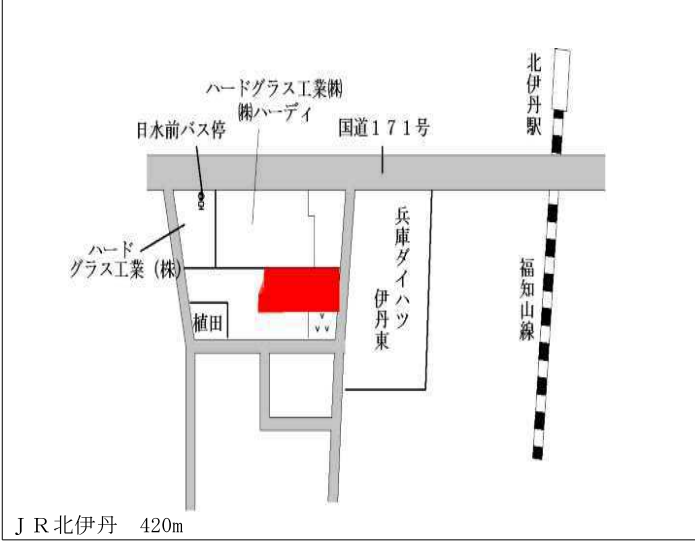 北伊丹駅
ハードグラス工業㈱
㈱ハーディ
日水前バス停
国道１７１号
ハード
グラス工業（株）
兵庫ダイハツ
伊丹東
福知山線
植田
ＪＲ北伊丹　420m